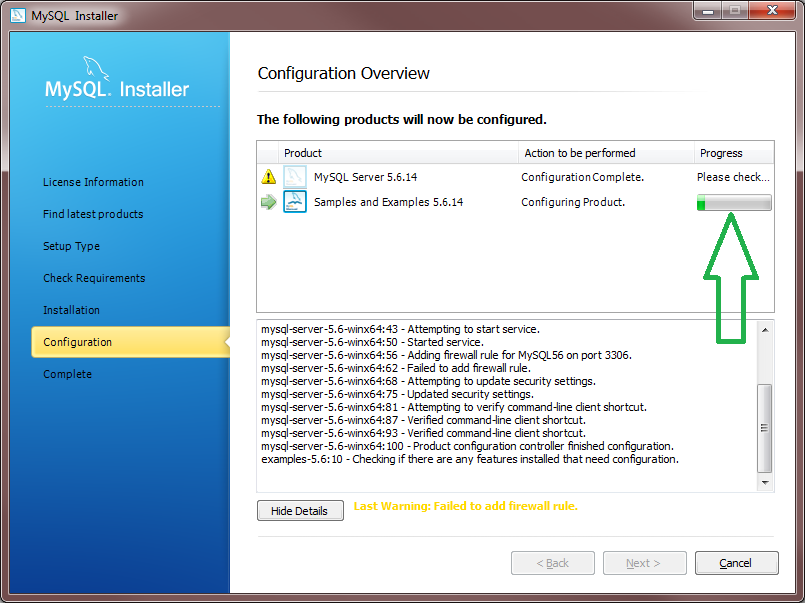 MySQL Installer
MySQL. Installer
License Information
Find latest products
Setup Type
Check Requirements
Installation
Configuration
Complete
Configuration Overview
The following products will now be configured.
Product Action to be performed Progress
MySQL Server 5.6.14 Configuration Complete. Please check...
Samples and Examples 5.6.14 Configuring Product.
mysql-server-5.6-winx64:43 - Attempting to start service.
mysql-server-5.6-winx64:50 - Started service.
mysql-server-5.6-winx64:56 - Adding firewall rule for MySQL56 on port 3306.
mysql-server-5.6-winx64:62 - Failed to add firewall rule.
mysql-server-5.6-winx64:68 - Attempting to update security settings.
mysql-server-5.6-winx64:75 - Updated security settings.
mysql-server-5.6-winx64:81 - Attempting to verify command-line client shortcut.
mysql-server-5.6-winx64:87 - Verified command-line client shortcut.
mysql-server-5.6-winx64:93 - Verified command-line client shortcut.
mysql-server-5.6-winx64:100 - Product configuration controller finished configuration.
examples-5.6:10 - Checking if there are any features installed that need configuration.
Hide Details Last Warning: Failed to add firewall rule.
< Back Next > Cancel